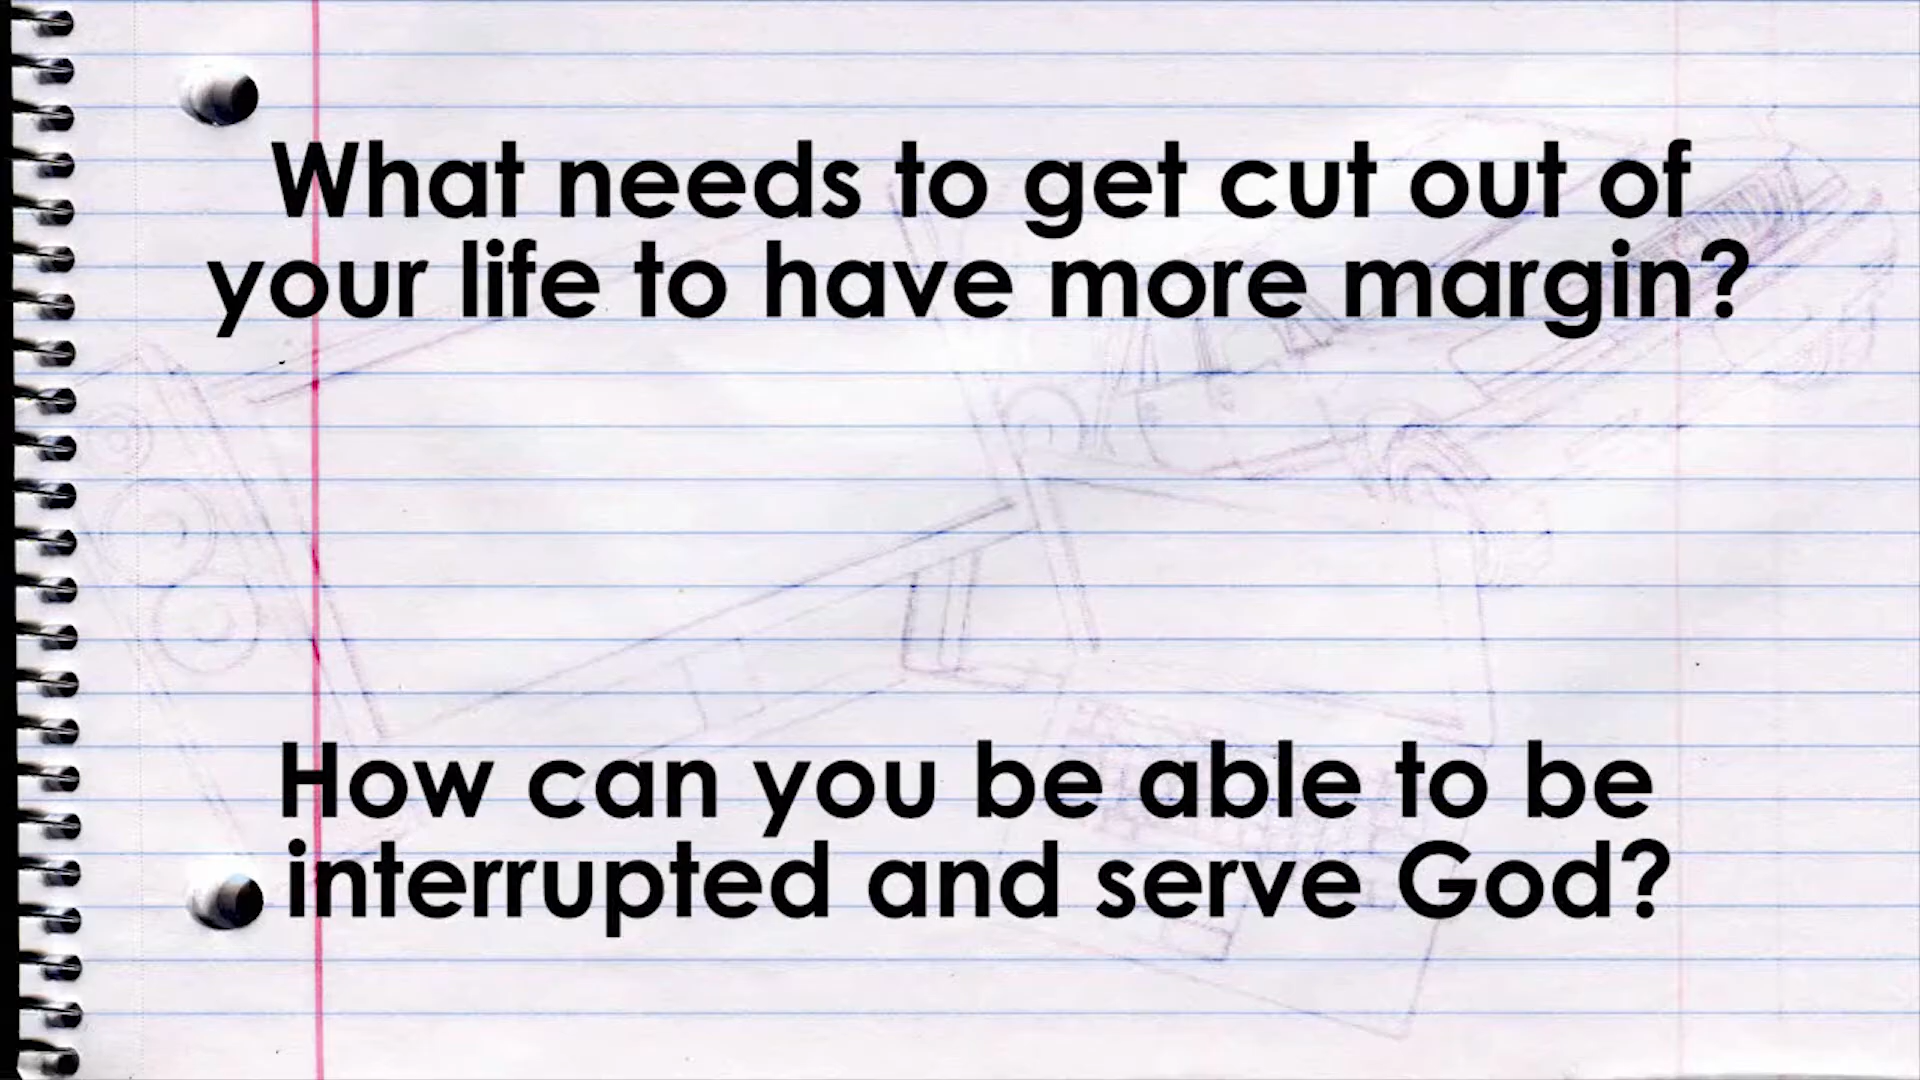 What needs to get cut out of
your life to have more margin?
How can you be able to be
interrupted and serve God?